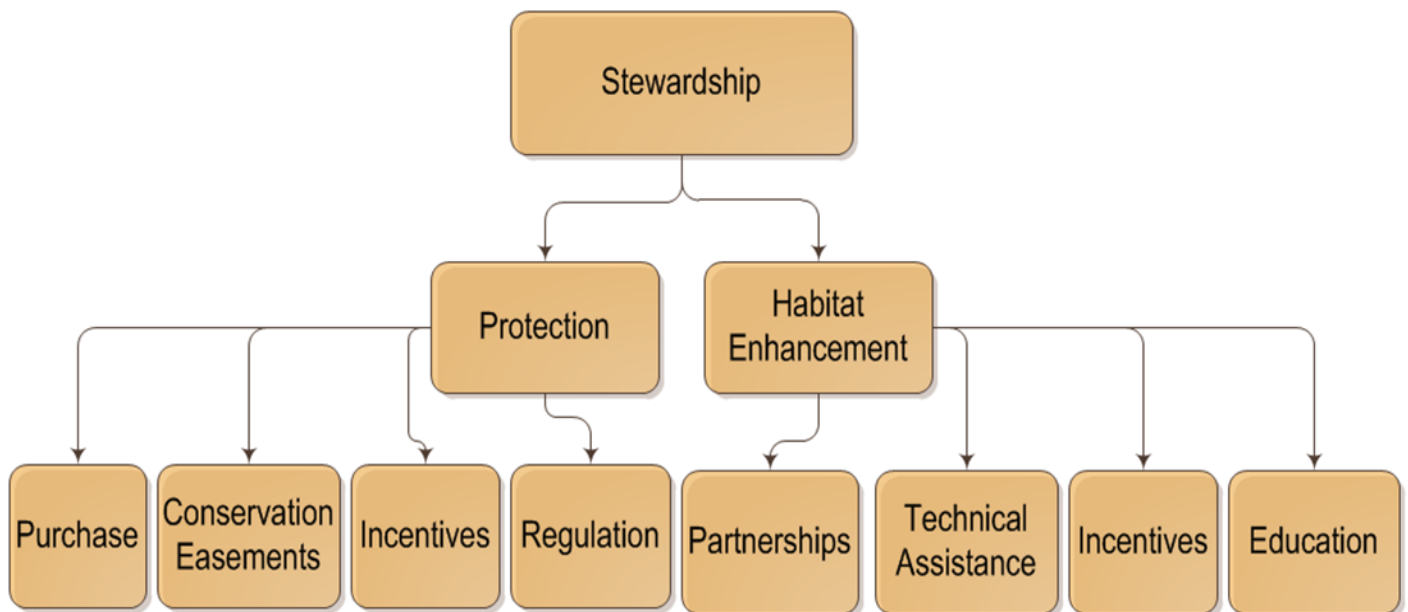 Stewardship
Protection
Habitat
Enhancement
Purchase
Conservation
Easements
Incentives
Regulation
Partnerships
Technical
Assistance
Incentives
Education